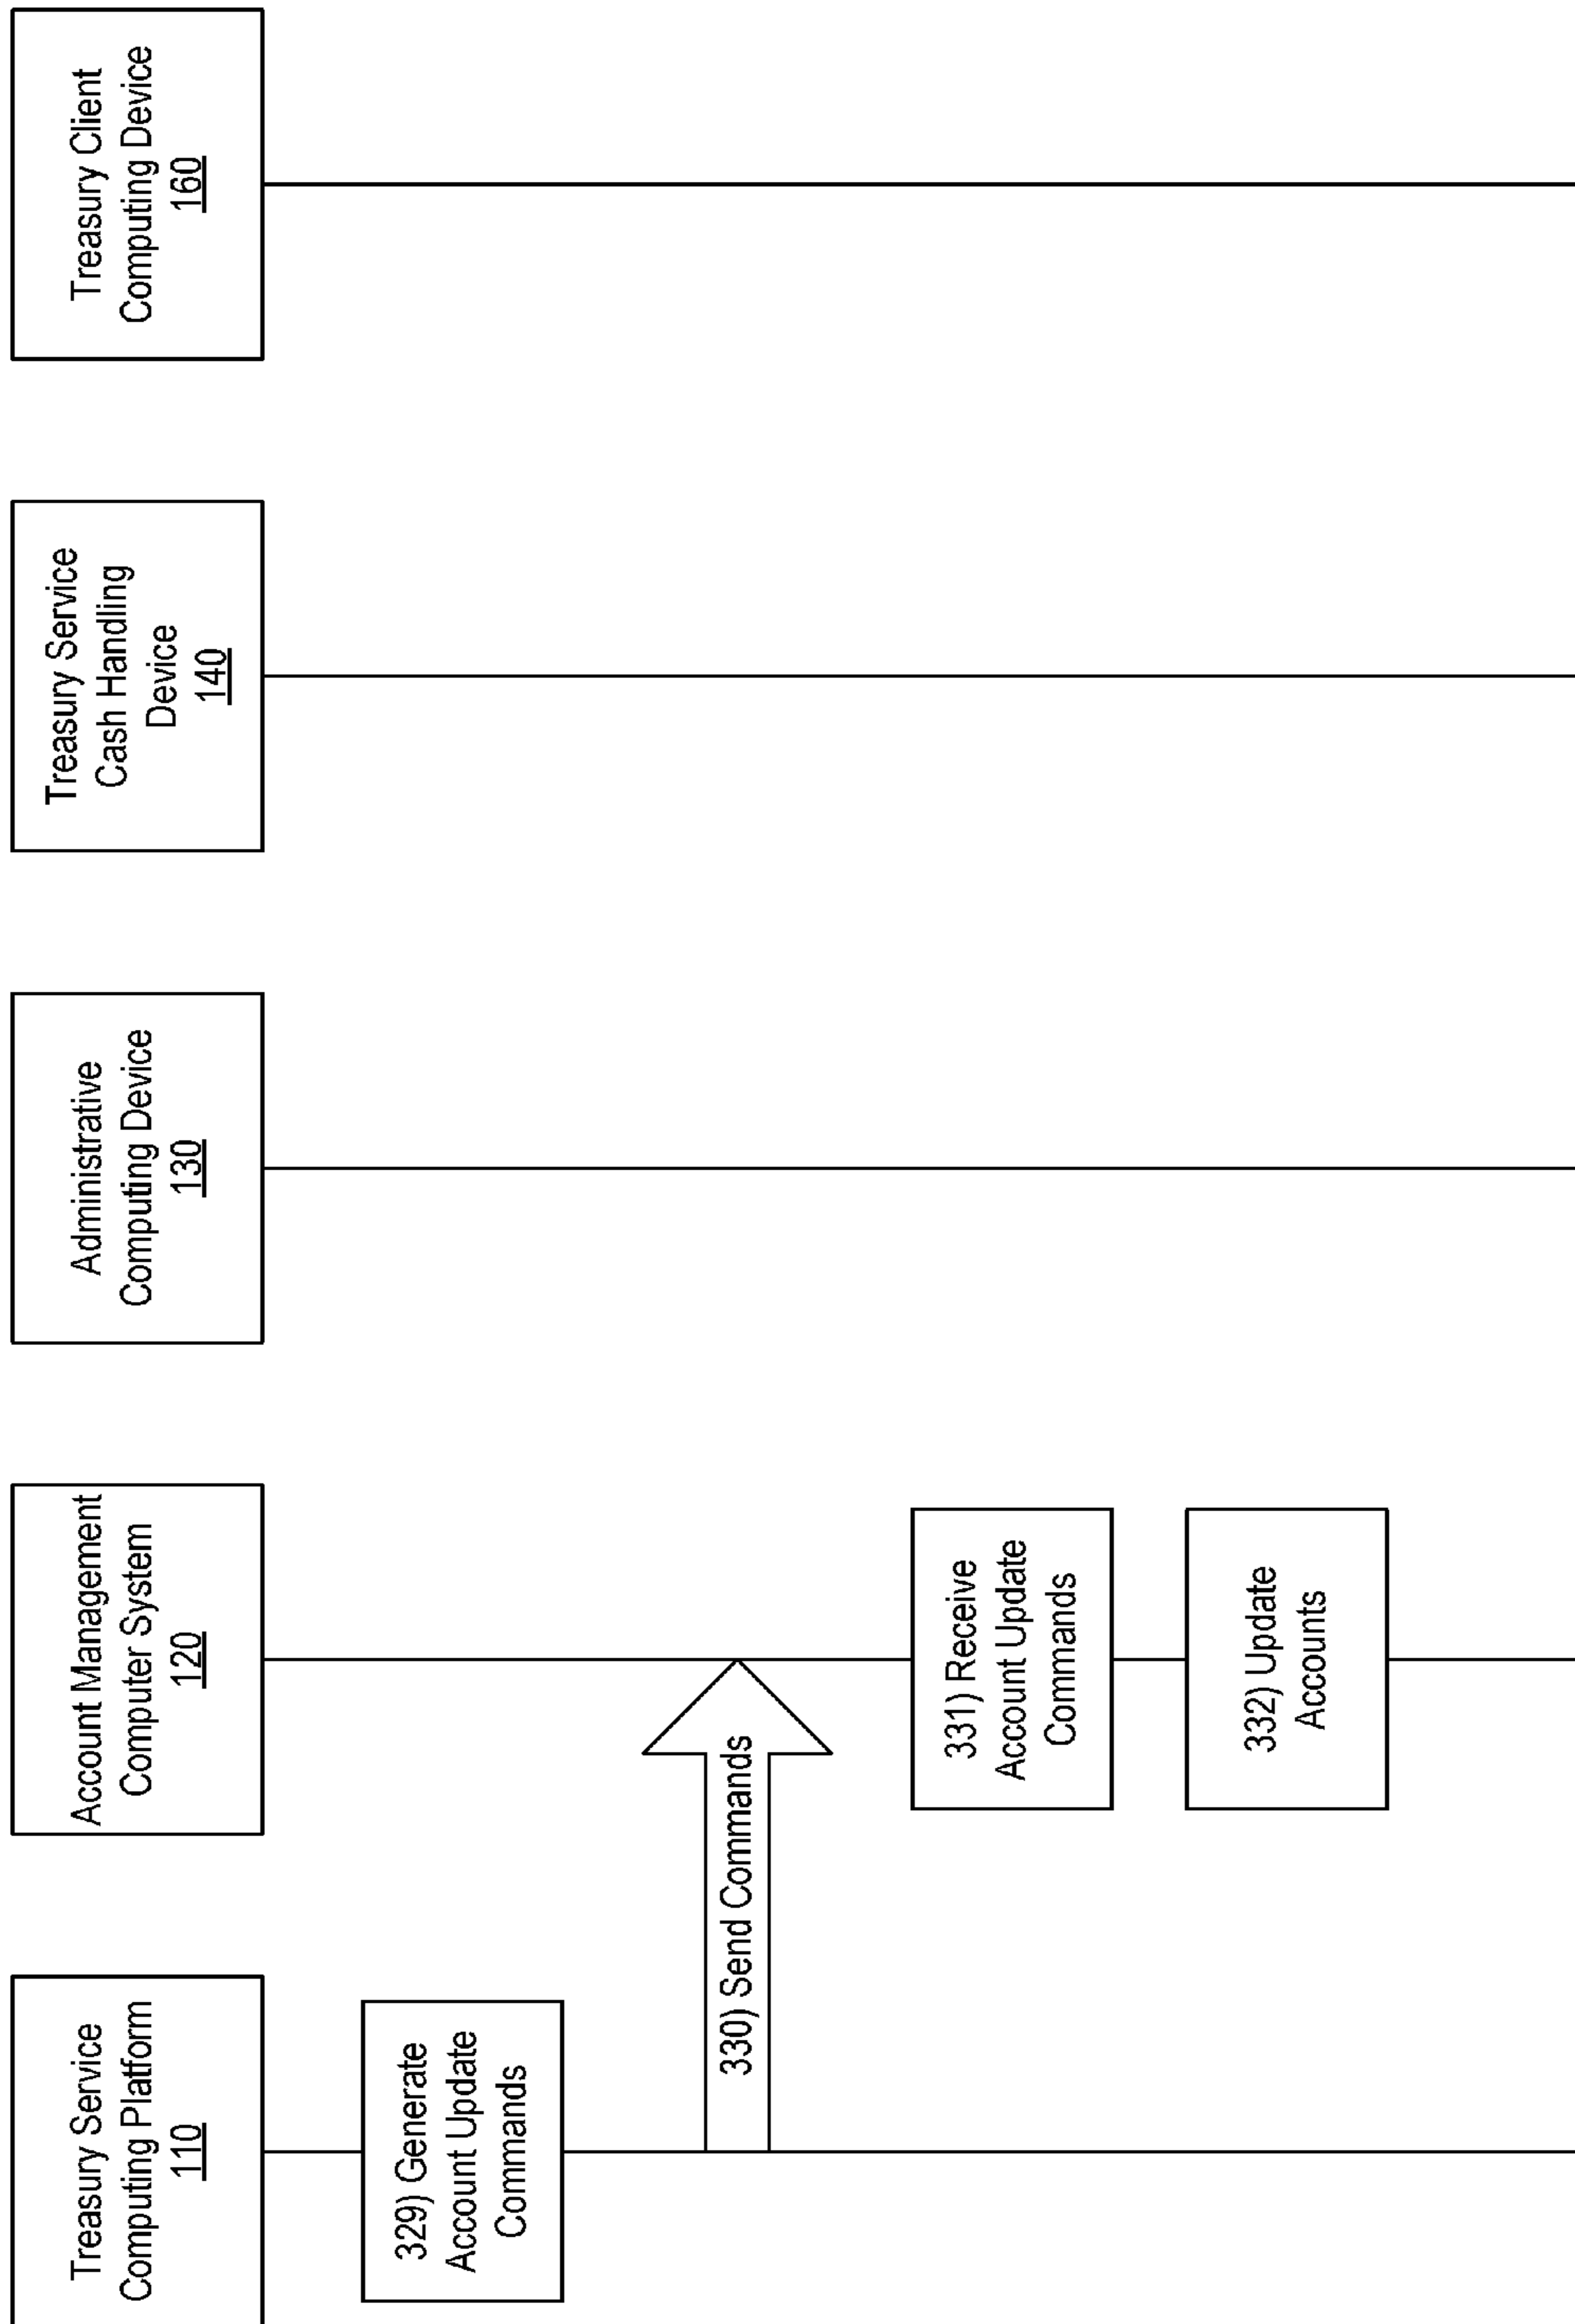 Treasury Service
Computing Platform
110
Account Management
Computer System
120
Administrative
Computing Device
130
Treasury Service
Cash Handling
Device
140
Treasury Client
Computing Device
160
329) Generate
Account Update
Commands
330) Send Commands
331) Receive
Account Update
Commands
332) Update
Accounts